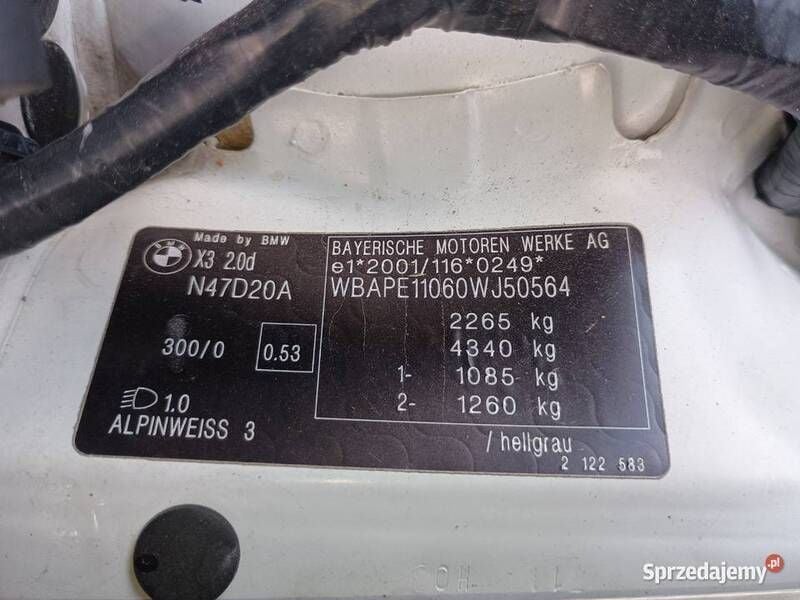 Made by BMW
X3 2.0d
N47D20A
300/0 0.53
1.0
ALPINWEISS 3
BAYERISCHE MOTOREN WERKE AG
e1*2001/116*0249*
WBAPE11060WJ50564
2265 kg
4340 kg
1- 1085 kg
2- 1260 kg
/ hellgrau
2 122 583
Sprzedajemy.pl